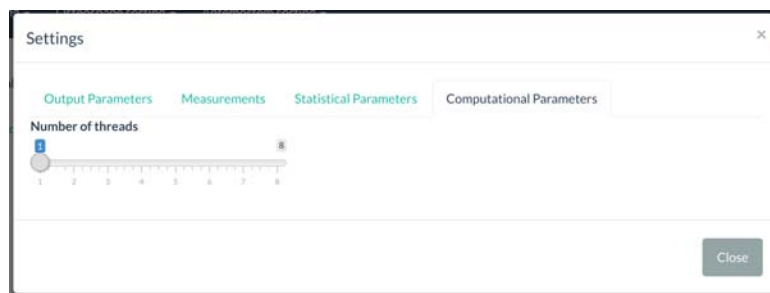 Settings
×
Output Parameters Measurements Statistical Parameters Computational Parameters
Number of threads
1 8
1 2 3 4 5 6 7 8
Close